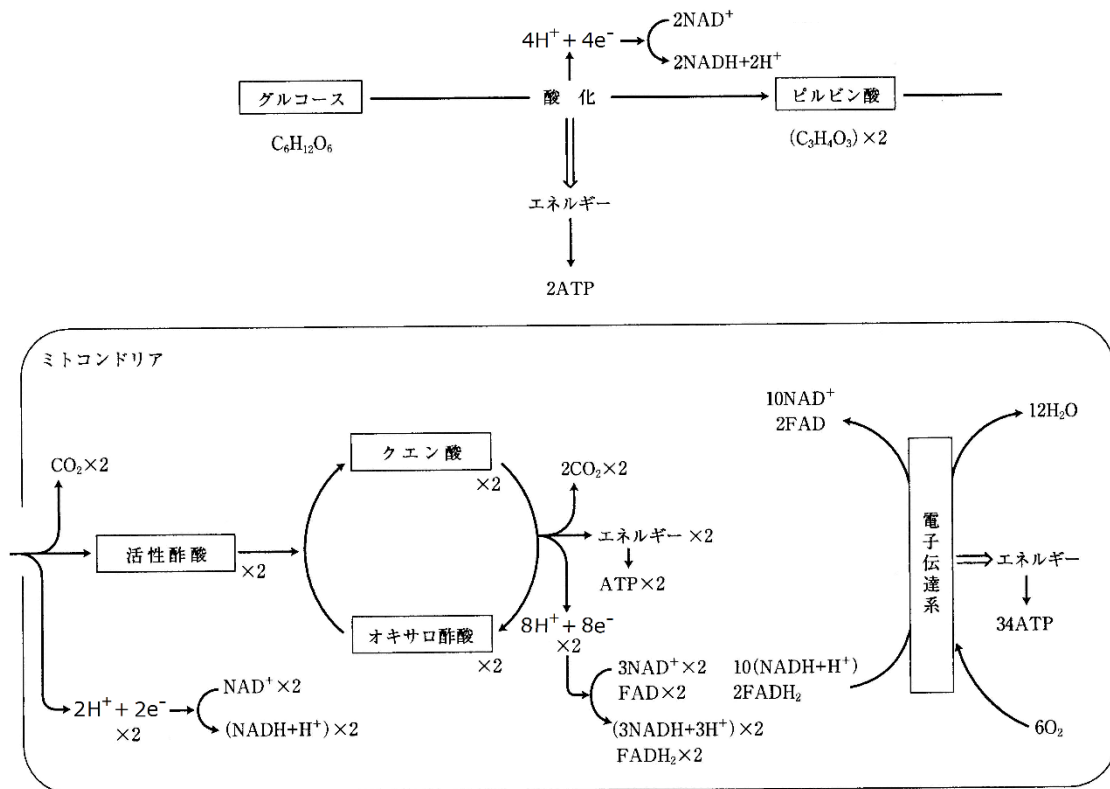 4H⁺ + 4e⁻
2NAD⁺
2NADH+2H⁺
グルコース
酸 化
ピルビン酸
C₆H₁₂O₆
(C₃H₄O₃)×2
エネルギー
2ATP
ミトコンドリア
CO₂×2
活性酢酸
×2
クエン酸
×2
オキサロ酢酸
×2
2CO₂×2
エネルギー ×2
ATP×2
8H⁺ + 8e⁻
×2
2H⁺ + 2e⁻
×2
NAD⁺×2
(NADH+H⁺)×2
3NAD⁺×2
FAD×2
(3NADH+3H⁺)×2
FADH₂×2
10NAD⁺
2FAD
10(NADH+H⁺)
2FADH₂
電子伝達系
12H₂O
エネルギー
34ATP
6O₂